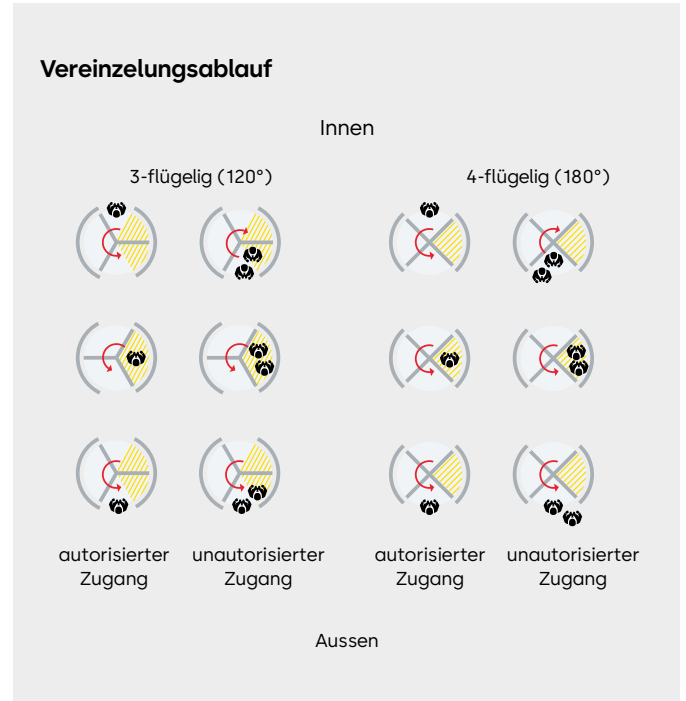 Vereinzelungsablauf
Innen
3-flügelig (120°)
4-flügelig (180°)
autorisierter
Zugang
unautorisierter
Zugang
autorisierter
Zugang
unautorisierter
Zugang
Aussen